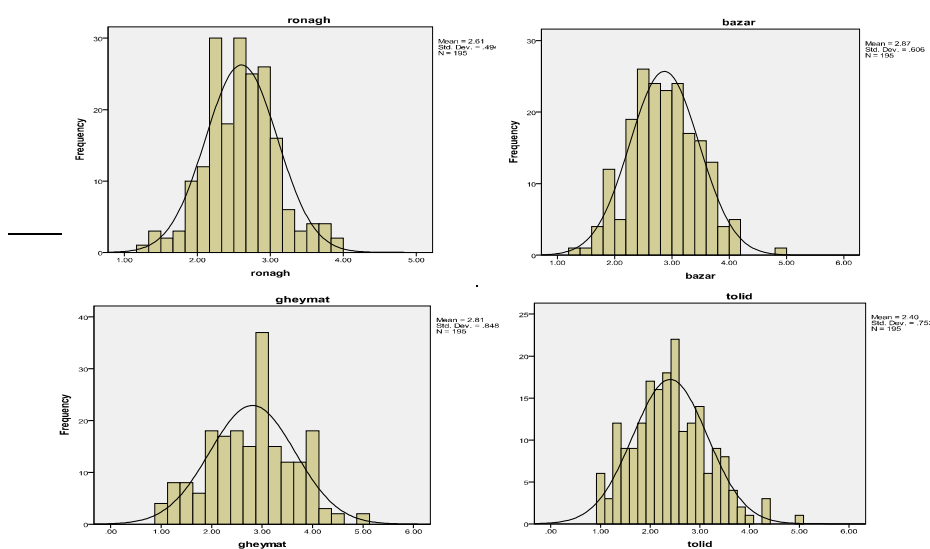 ronagh
Mean = 2.61
Std. Dev. = .49
N = 195
Frequency
30
20
10
0
1.00 2.00 3.00 4.00 5.00
ronagh
bazar
Mean = 2.87
Std. Dev. = .606
N = 195
Frequency
30
20
10
0
1.00 2.00 3.00 4.00 5.00 6.00
bazar
gheymat
Mean = 2.81
Std. Dev. = .848
N = 195
Frequency
40
30
20
10
0
.00 1.00 2.00 3.00 4.00 5.00 6.00
gheymat
tolid
Mean = 2.40
Std. Dev. = .75
N = 195
25
20
15
10
5
0
.00 1.00 2.00 3.00 4.00 5.00 6.00
tolid